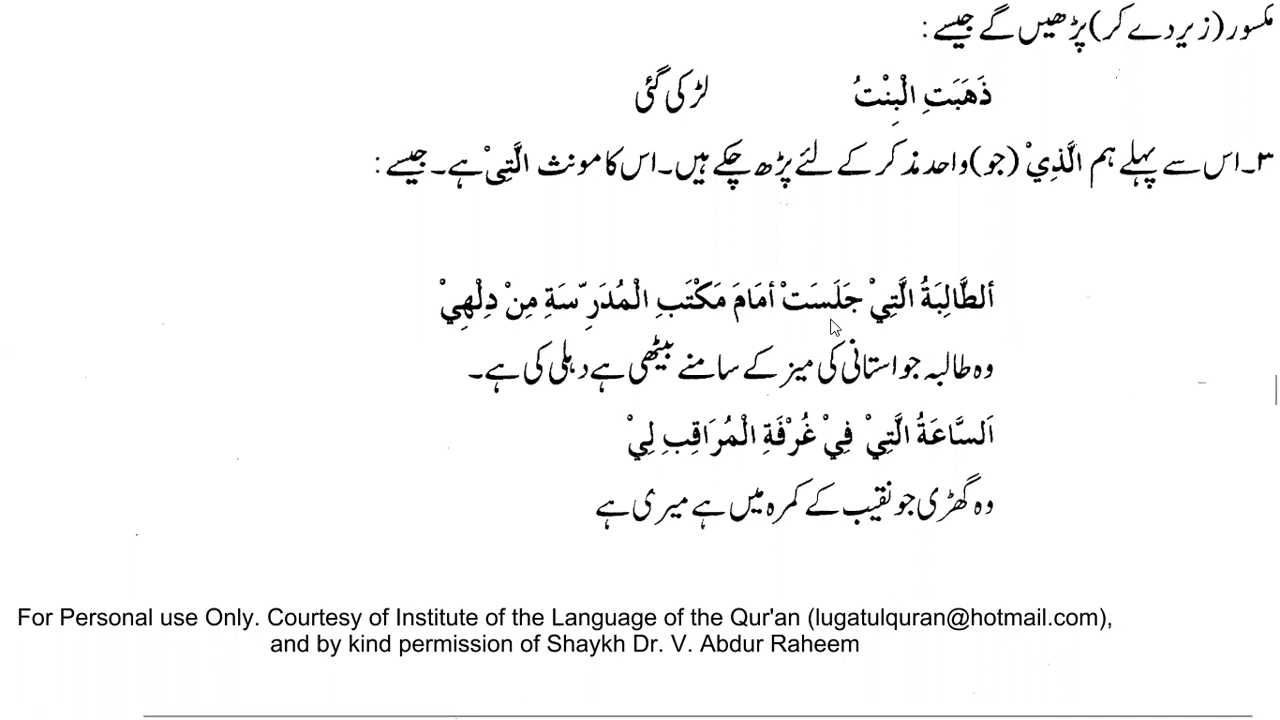 مکسور (زیر دے کر) پڑھیں گے جیسے :
ذَهَبَتِ الْبِنْتُ لڑکی گئی
۳۔ اس سے پہلے ہم الَّذِيْ (جو) واحد مذکر کے لئے پڑھ چکے ہیں۔ اس کا مونث الَّتِيْ ہے۔ جیسے :
ألطَّالِبَةُ الَّتِيْ جَلَسَتْ أمَامَ مَكْتَبِ الْمُدَرِّسَةِ مِنْ دِلْهِيْ
وہ طالبہ جو استانی کی میز کے سامنے بیٹھی ہے دہلی کی ہے۔
اَلسَّاعَةُ الَّتِيْ فِيْ غُرْفَةِ الْمُرَاقِبِ لِيْ
وہ گھڑی جو نقیب کے کمرہ میں ہے میری ہے
For Personal use Only. Courtesy of Institute of the Language of the Qur'an (lugatulquran@hotmail.com),
and by kind permission of Shaykh Dr. V. Abdur Raheem